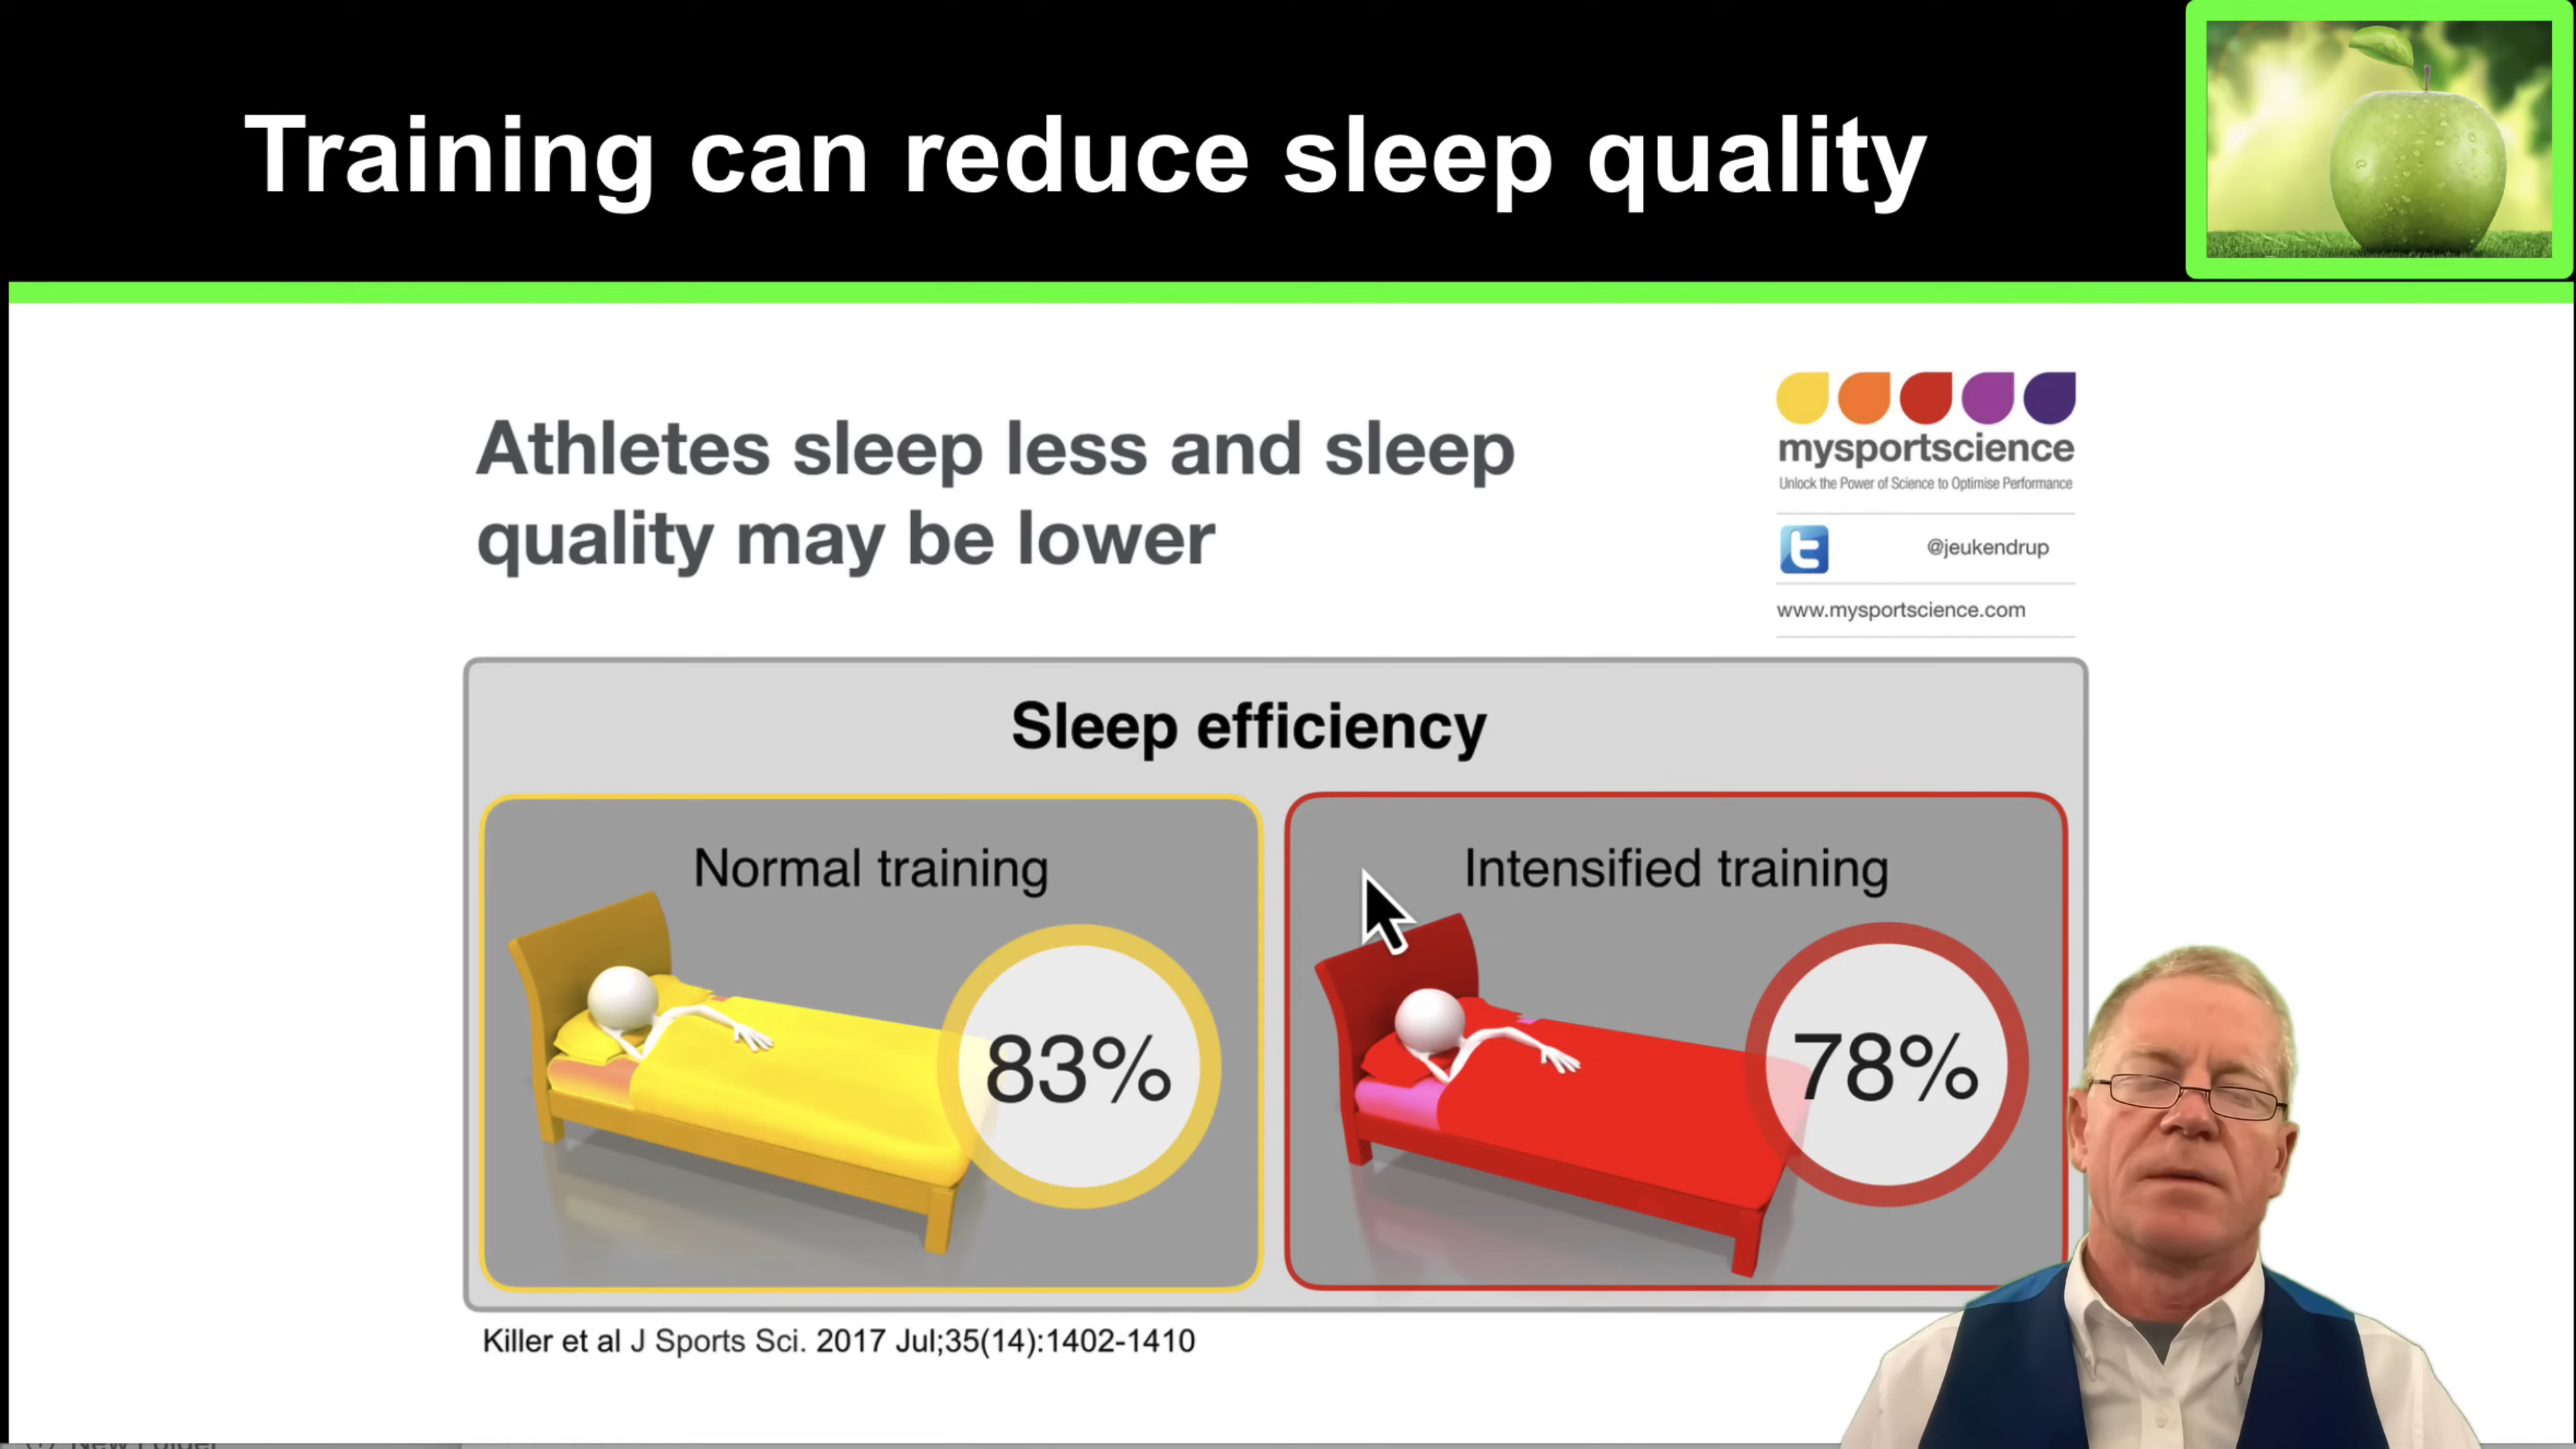 Training can reduce sleep quality
Athletes sleep less and sleep
quality may be lower
mysportscience
Unlock the Power of Science to Optimise Performance
@jeukendrup
www.mysportscience.com
Sleep efficiency
Normal training
Intensified training
83%
78%
Killer et al J Sports Sci. 2017 Jul;35(14):1402-1410
New Folder